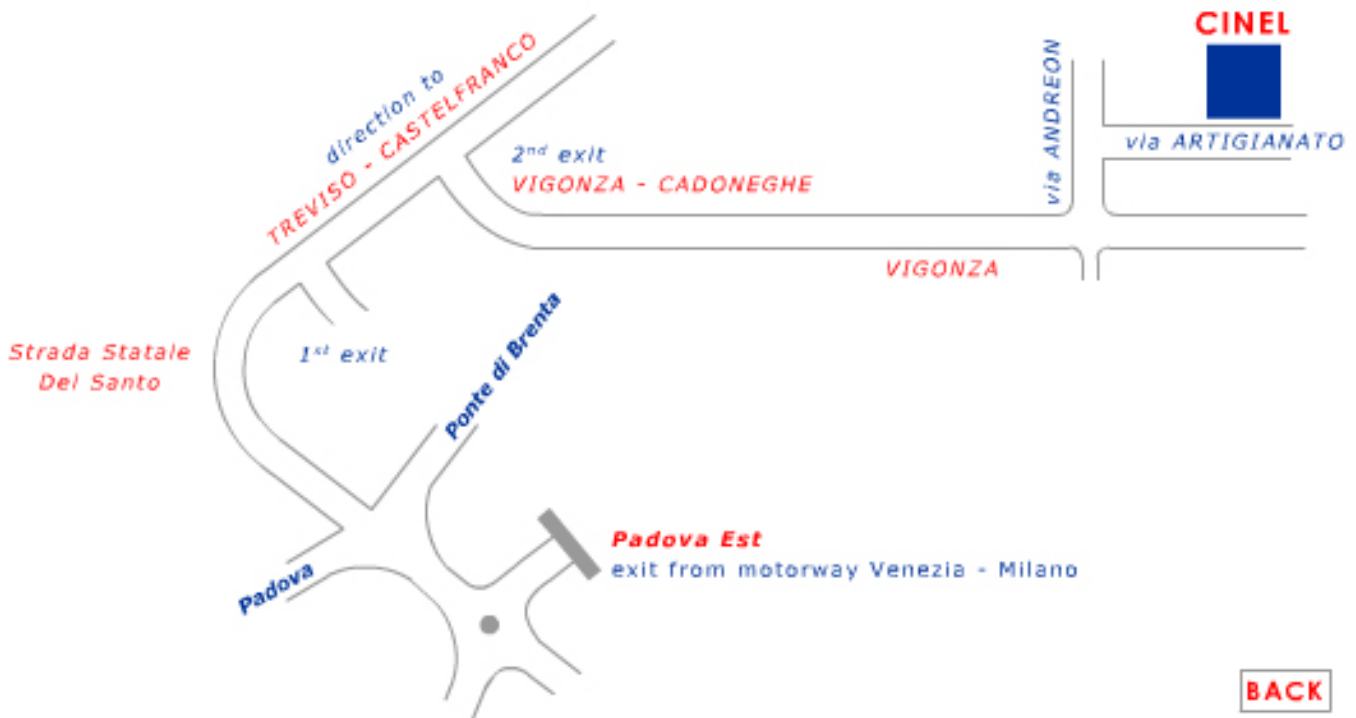 CINEL
direction to
TREVISO - CASTELFRANCO
via ANDREON
via ARTIGIANATO
2nd exit
VIGONZA - CADONEGHE
VIGONZA
Strada Statale
Del Santo
1st exit
Ponte di Brenta
Padova Est
exit from motorway Venezia - Milano
Padova
BACK